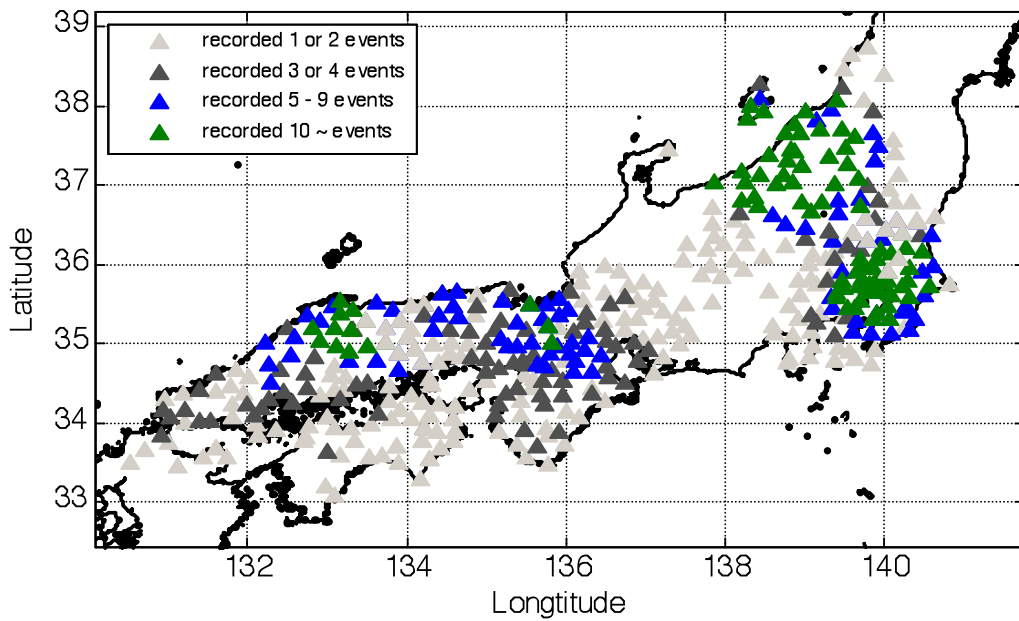 recorded 1 or 2 events
recorded 3 or 4 events
recorded 5 - 9 events
recorded 10 ~ events
39
38
37
36
35
34
33
Latitude
132
134
136
138
140
Longtitude